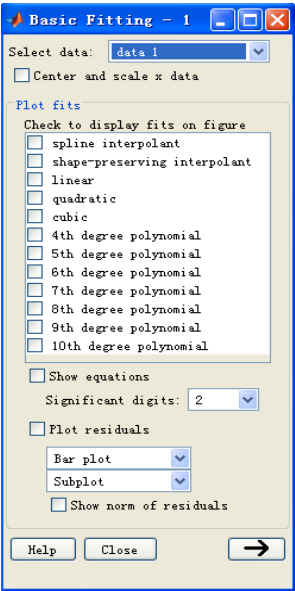 Basic Fitting - 1
Select data: data 1
Center and scale x data
Plot fits
Check to display fits on figure
spline interpolant
shape-preserving interpolant
linear
quadratic
cubic
4th degree polynomial
5th degree polynomial
6th degree polynomial
7th degree polynomial
8th degree polynomial
9th degree polynomial
10th degree polynomial
Show equations
Significant digits: 2
Plot residuals
Bar plot
Subplot
Show norm of residuals
Help Close